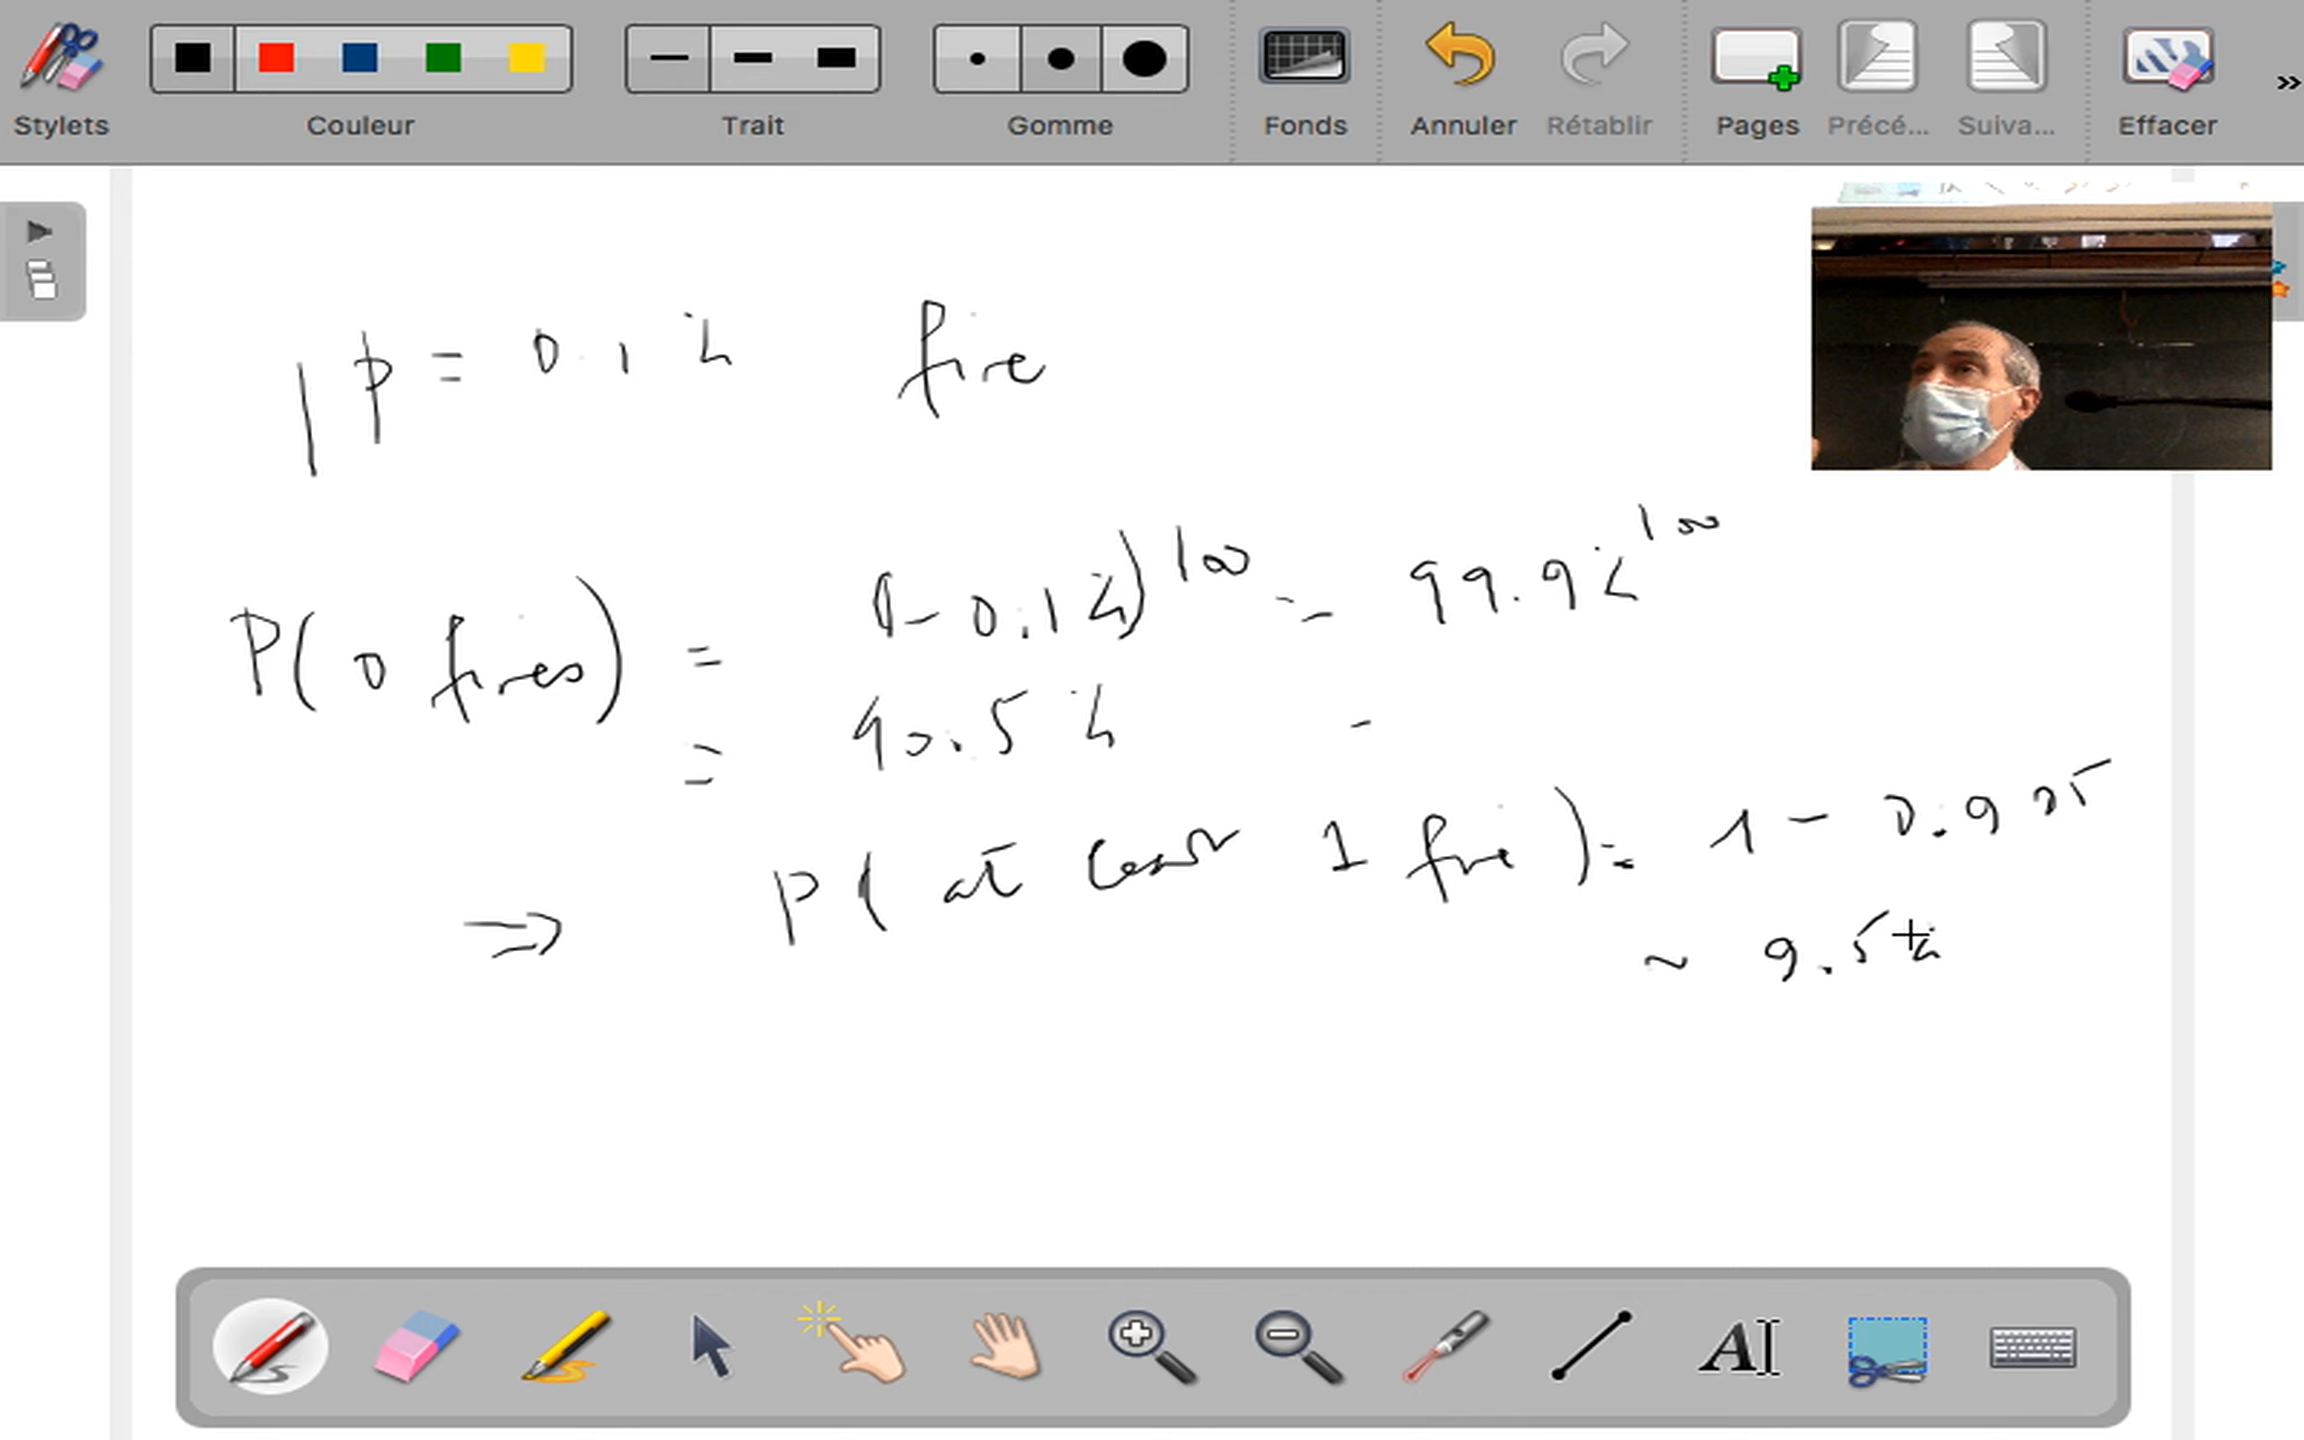 Stylets Couleur Trait Gomme Fonds Annuler Rétablir Pages Précé... Suiva... Effacer »
p = 0.1% fire
P(0 fires) = (1-0.1%)^100 = 99.9%^100
= 90.5% -
⇒ P(at least 1 fire) = 1 - 0.905
~ 9.5%
AI